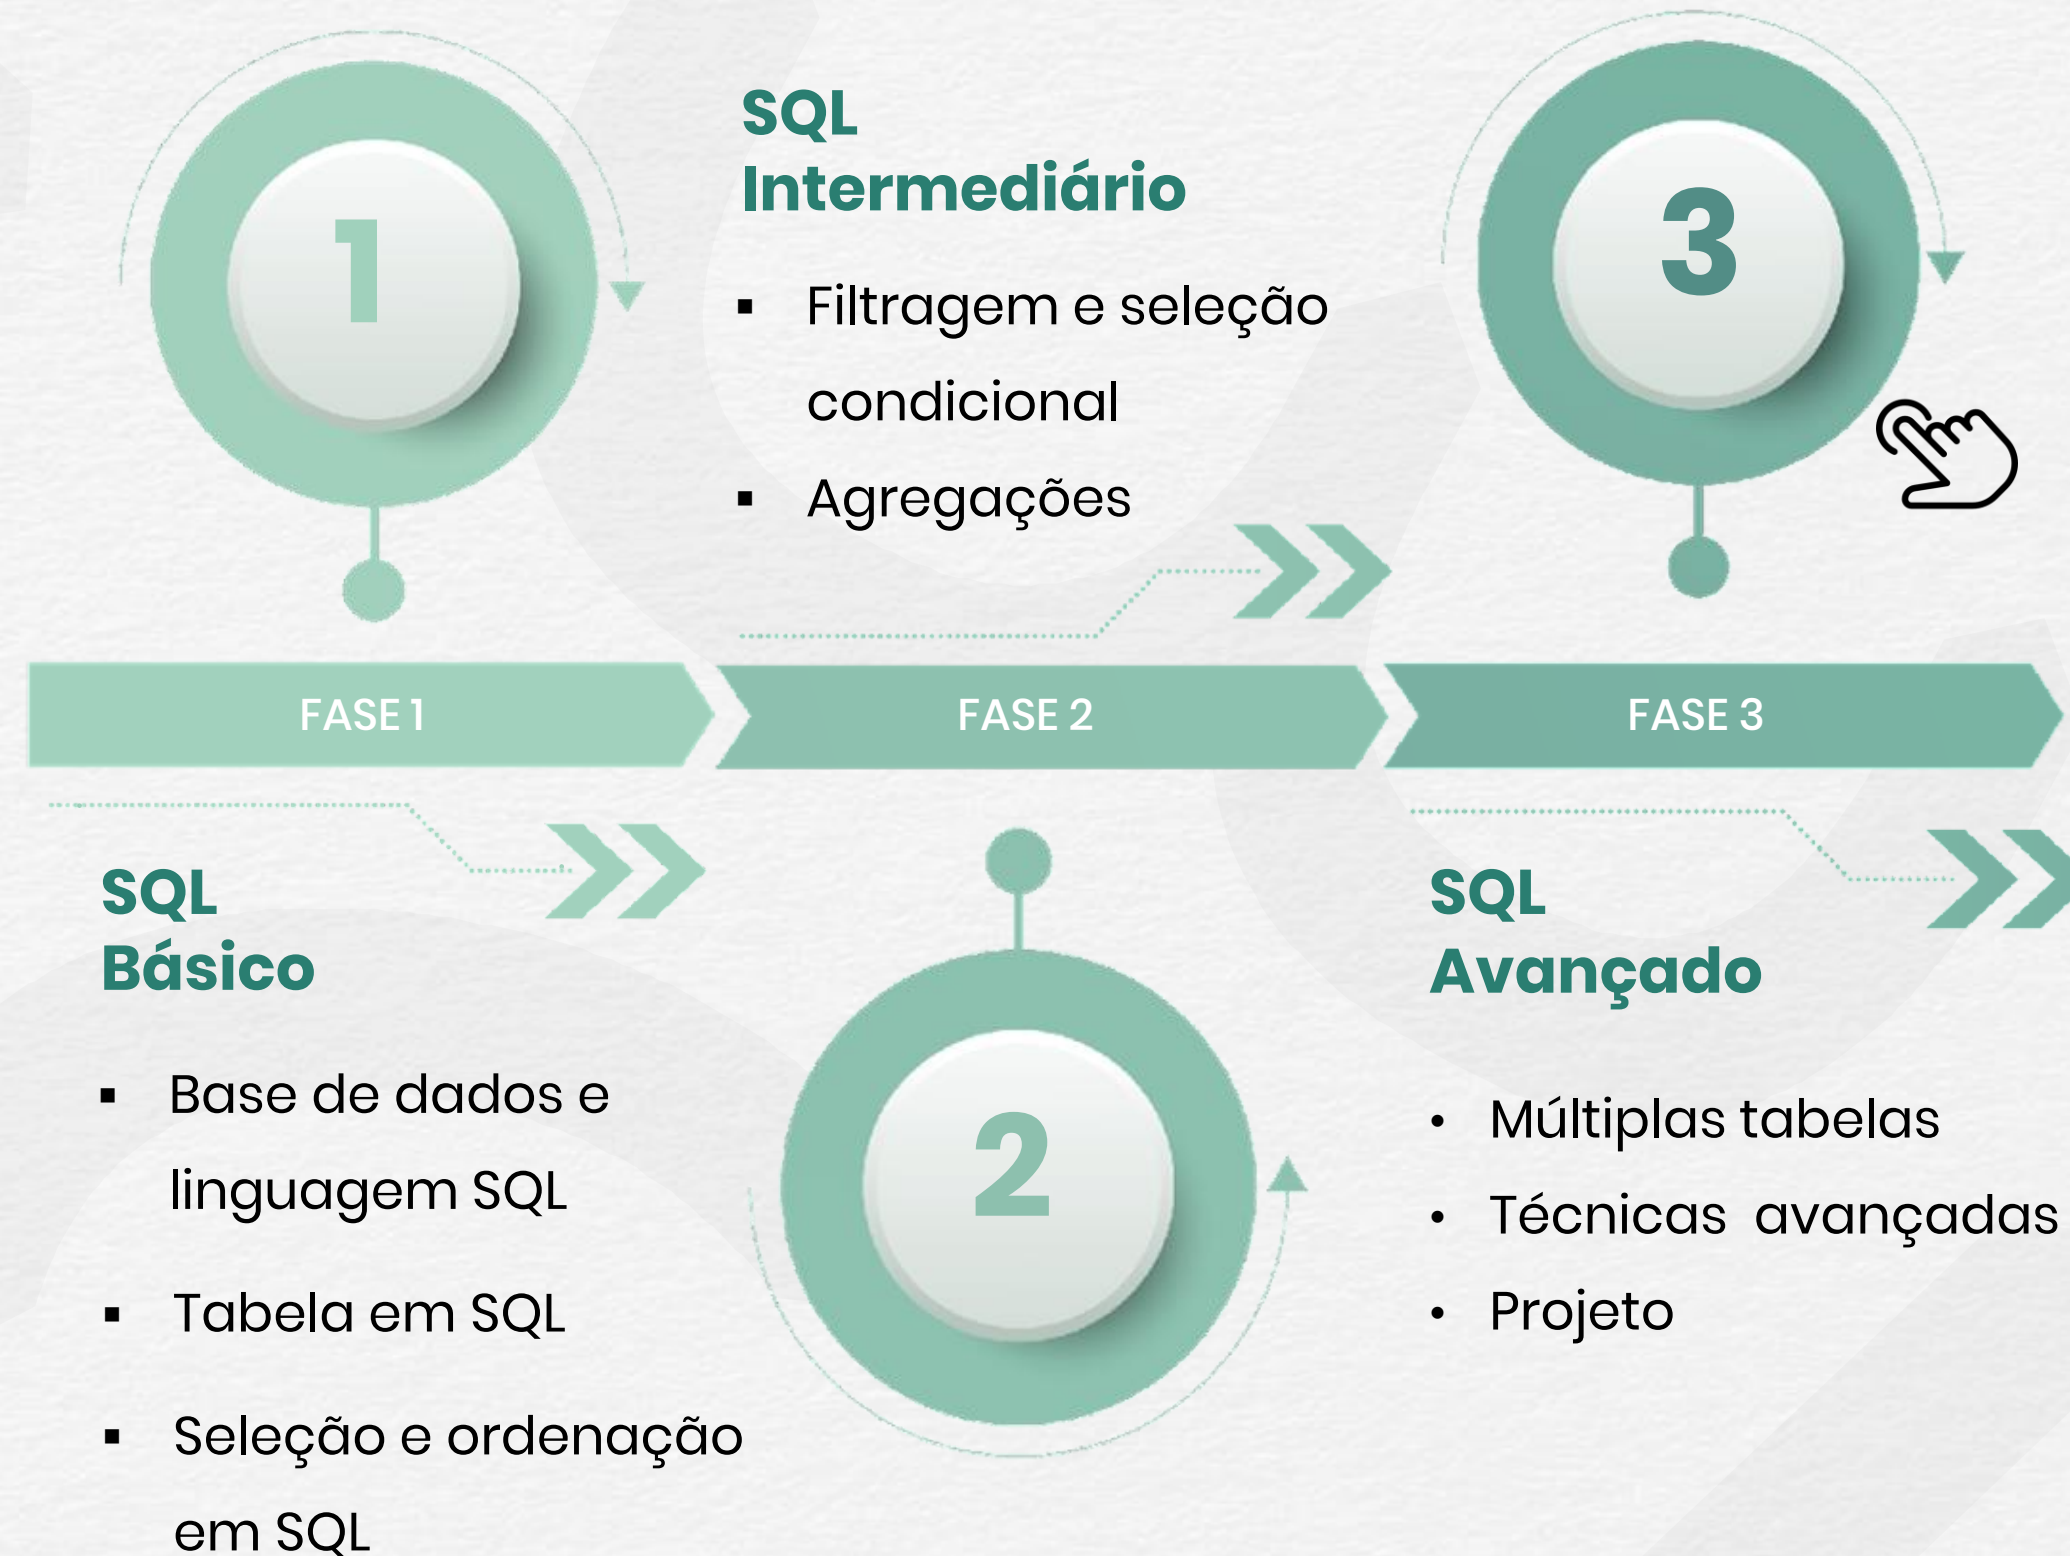 1
SQL
Intermediário
▪ Filtragem e seleção
condicional
▪ Agregações
3
FASE 1
FASE 2
FASE 3
SQL
Básico
▪ Base de dados e
linguagem SQL
▪ Tabela em SQL
▪ Seleção e ordenação
em SQL
2
SQL
Avançado
• Múltiplas tabelas
• Técnicas avançadas
• Projeto